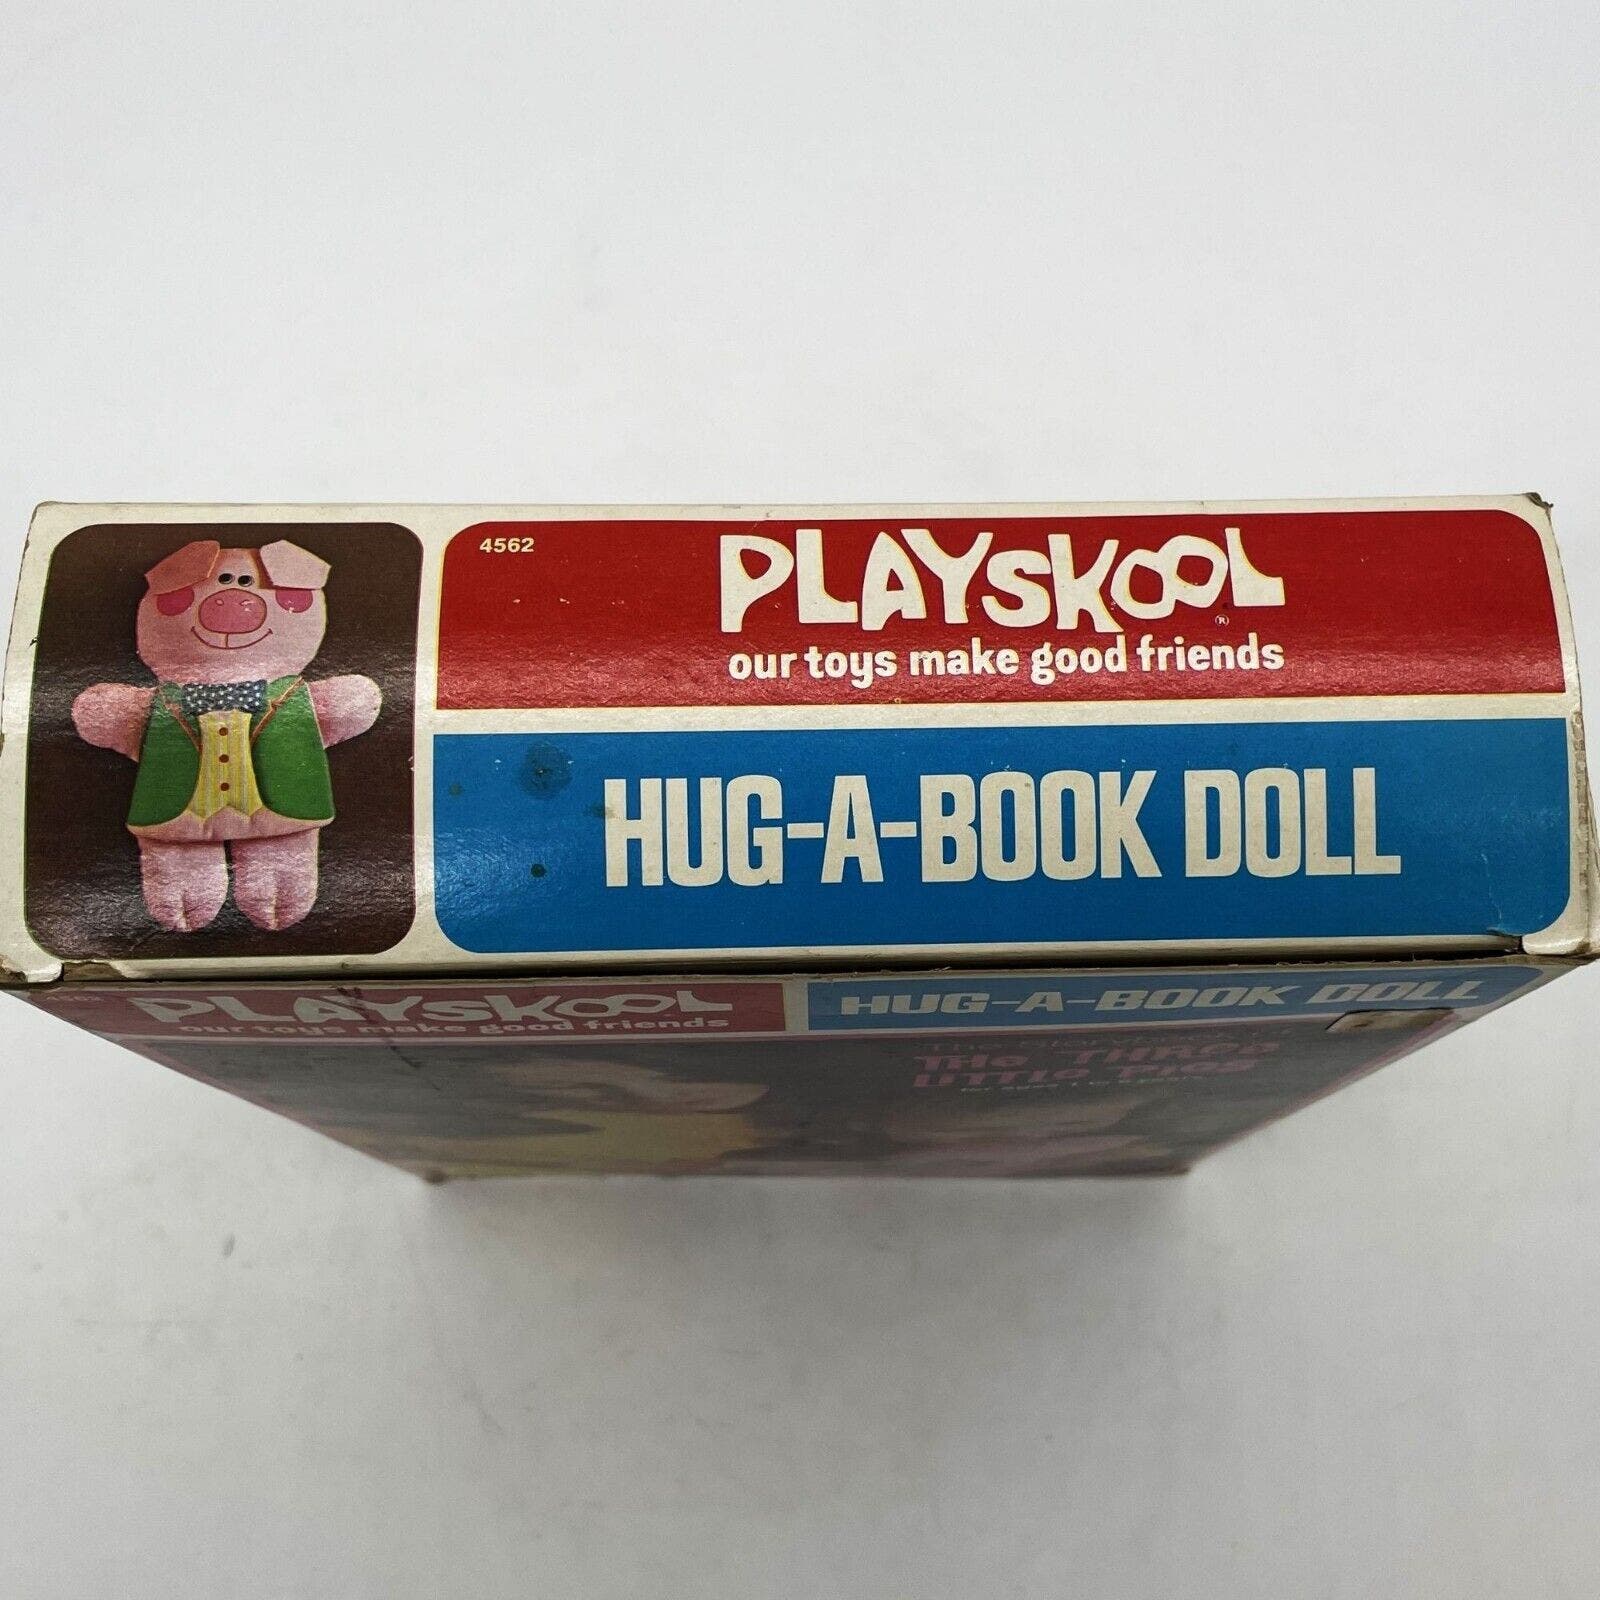 4562
PLAYSKOOL®
our toys make good friends
HUG-A-BOOK DOLL
PLAYSKOOL
our toys make good friends
HUG-A-BOOK DOLL
The Three
Little Pigs